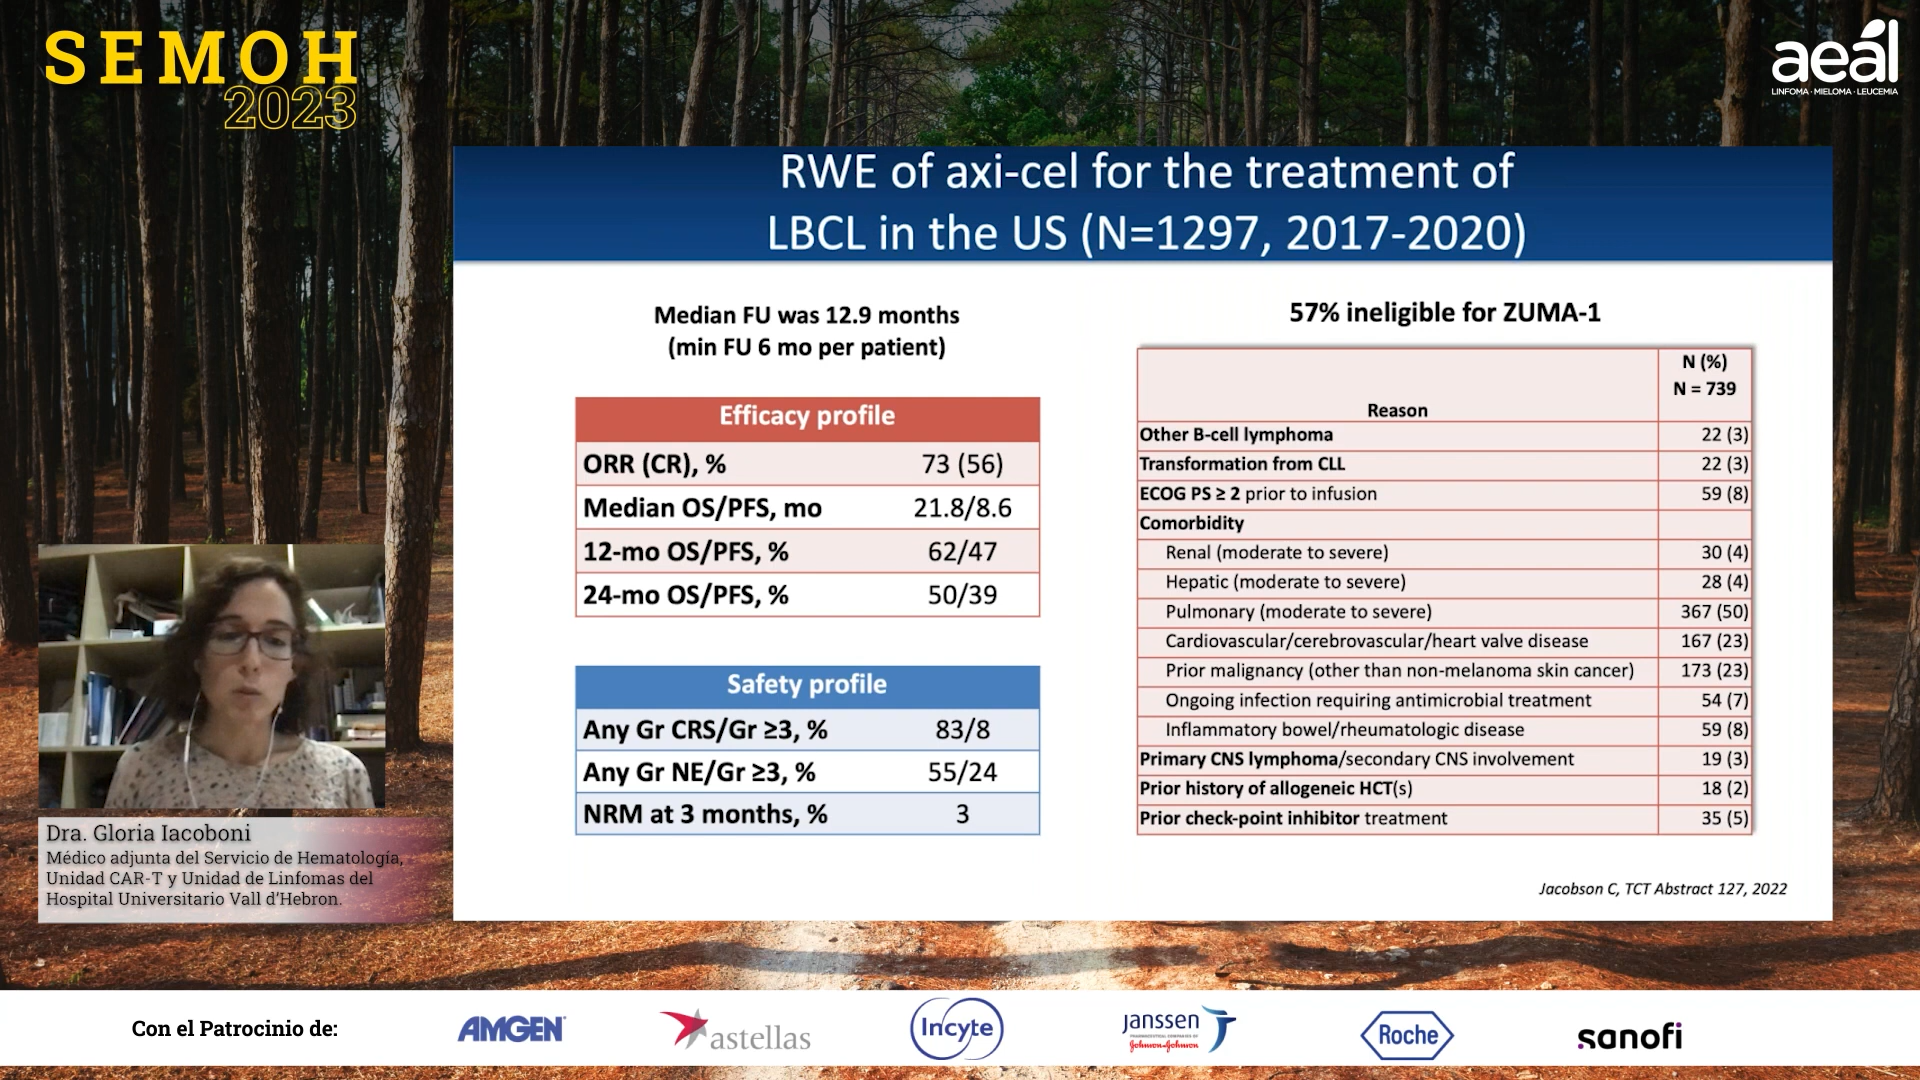 SEMOH
2023
aeál
LINFOMA · MIELOMA · LEUCEMIA
RWE of axi-cel for the treatment of
LBCL in the US (N=1297, 2017-2020)
Median FU was 12.9 months
(min FU 6 mo per patient)
Efficacy profile
ORR (CR), % 73 (56)
Median OS/PFS, mo 21.8/8.6
12-mo OS/PFS, % 62/47
24-mo OS/PFS, % 50/39
Safety profile
Any Gr CRS/Gr ≥3, % 83/8
Any Gr NE/Gr ≥3, % 55/24
NRM at 3 months, % 3
57% ineligible for ZUMA-1
N (%)
N = 739
Reason
Other B-cell lymphoma 22 (3)
Transformation from CLL 22 (3)
ECOG PS ≥ 2 prior to infusion 59 (8)
Comorbidity
Renal (moderate to severe) 30 (4)
Hepatic (moderate to severe) 28 (4)
Pulmonary (moderate to severe) 367 (50)
Cardiovascular/cerebrovascular/heart valve disease 167 (23)
Prior malignancy (other than non-melanoma skin cancer) 173 (23)
Ongoing infection requiring antimicrobial treatment 54 (7)
Inflammatory bowel/rheumatologic disease 59 (8)
Primary CNS lymphoma/secondary CNS involvement 19 (3)
Prior history of allogeneic HCT(s) 18 (2)
Prior check-point inhibitor treatment 35 (5)
Jacobson C, TCT Abstract 127, 2022
Dra. Gloria Iacoboni
Médico adjunta del Servicio de Hematología,
Unidad CAR-T y Unidad de Linfomas del
Hospital Universitario Vall d'Hebron.
Con el Patrocinio de:
AMGEN
astellas
Incyte
janssen
PHARMACEUTICAL COMPANIES OF
Johnson & Johnson
Roche
sanofi